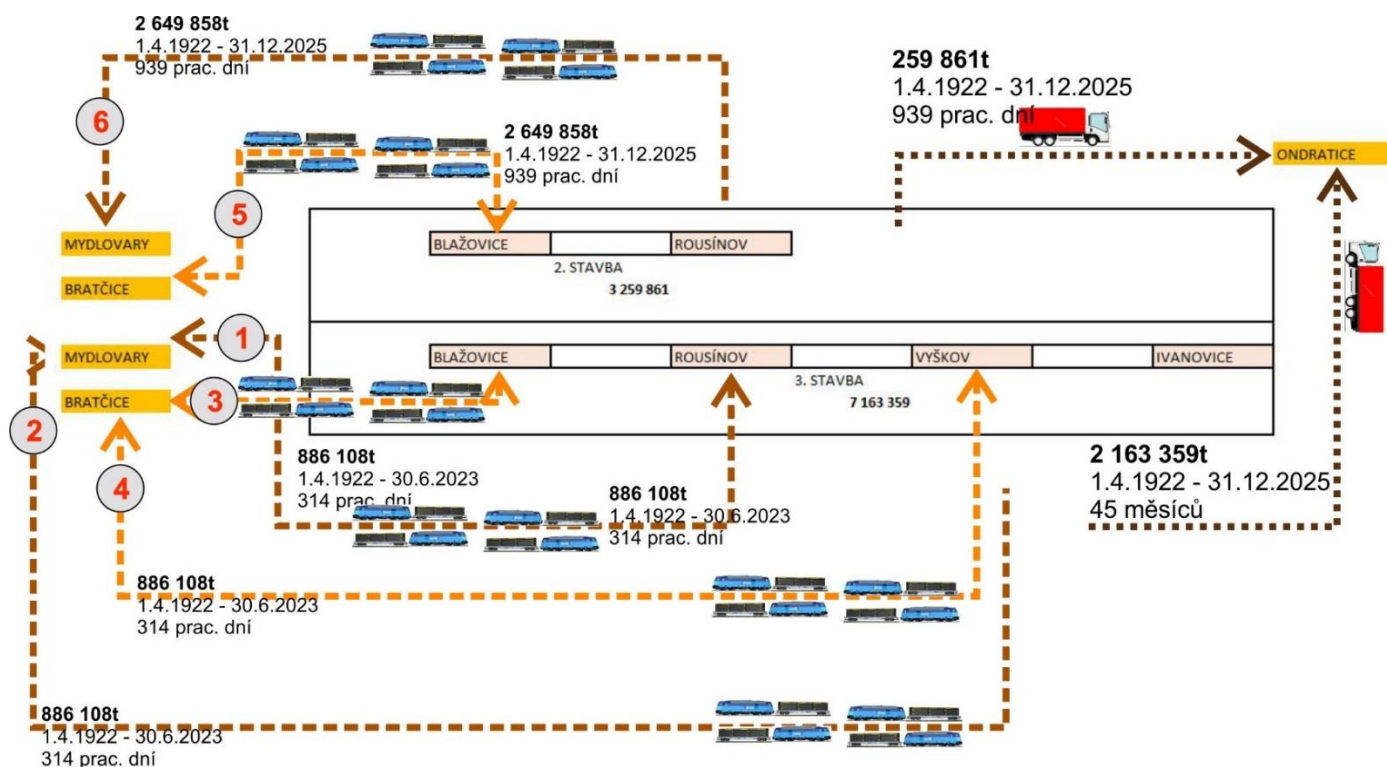 2 649 858t
1.4.1922 - 31.12.2025
939 prac. dní
259 861t
1.4.1922 - 31.12.2025
939 prac. dní
6
2 649 858t
1.4.1922 - 31.12.2025
939 prac. dní
ONDRATICE
5
MYDLOVARY
BRATČICE
BLAŽOVICE
ROUSÍNOV
2. STAVBA
3 259 861
1
MYDLOVARY
BRATČICE
2
3
BLAŽOVICE
ROUSÍNOV
VYŠKOV
IVANOVICE
3. STAVBA
7 163 359
4
886 108t
1.4.1922 - 30.6.2023
314 prac. dní
886 108t
1.4.1922 - 30.6.2023
314 prac. dní
2 163 359t
1.4.1922 - 31.12.2025
45 měsíců
886 108t
1.4.1922 - 30.6.2023
314 prac. dní
886 108t
1.4.1922 - 30.6.2023
314 prac. dní